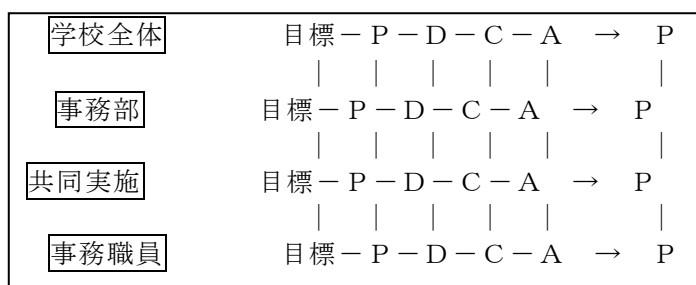 学校全体 目標－P－D－C－A → P
| | | | | |
事務部 目標－P－D－C－A → P
| | | | | |
共同実施 目標－P－D－C－A → P
| | | | | |
事務職員 目標－P－D－C－A → P